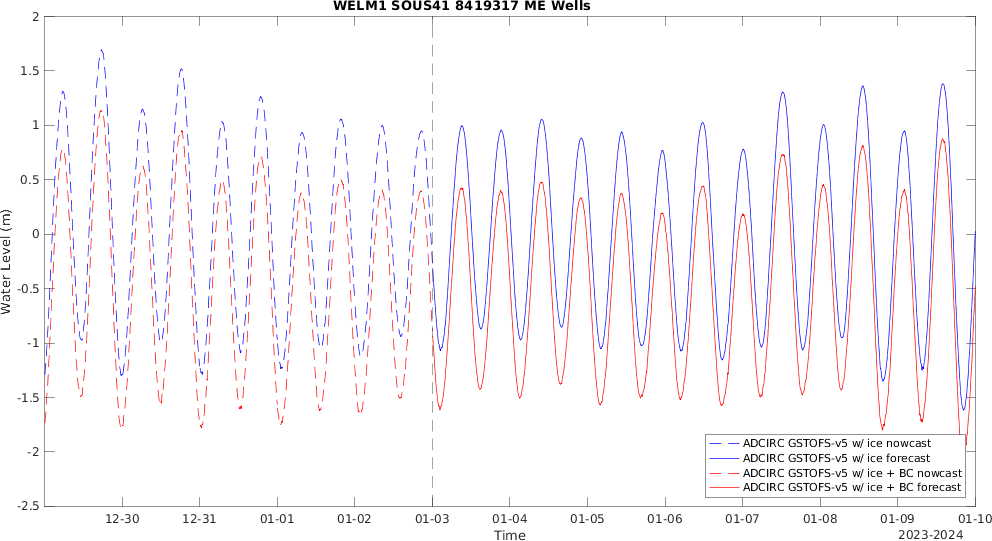 WELM1 SOUS41 8419317 ME Wells
2
1.5
1
0.5
0
-0.5
-1
-1.5
-2
-2.5
Water Level (m)
12-30 12-31 01-01 01-02 01-03 01-04 01-05 01-06 01-07 01-08 01-09 01-10
Time
2023-2024
ADCIRC GSTOFS-v5 w/ ice nowcast
ADCIRC GSTOFS-v5 w/ ice forecast
ADCIRC GSTOFS-v5 w/ ice + BC nowcast
ADCIRC GSTOFS-v5 w/ ice + BC forecast